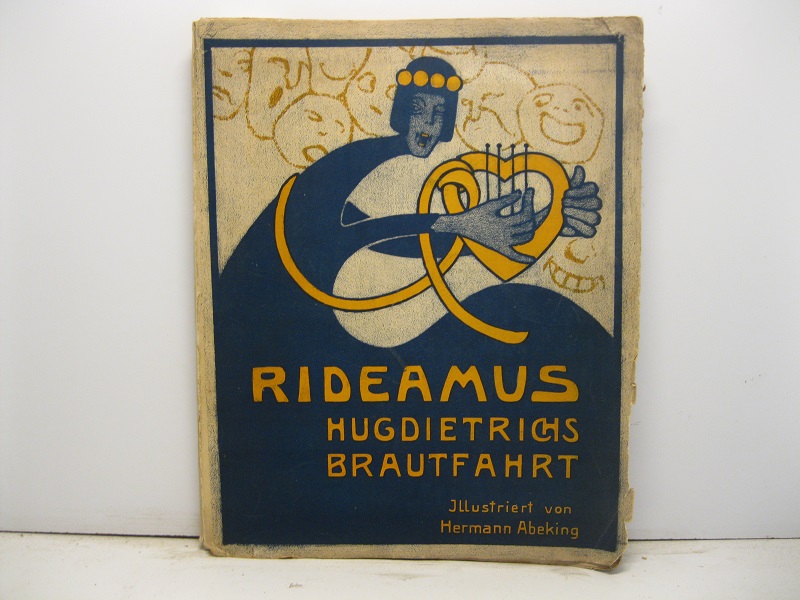 RIDEAMUS
HUGDIETRICHS
BRAUTFAHRT
Jllustriert von
Hermann Abeking